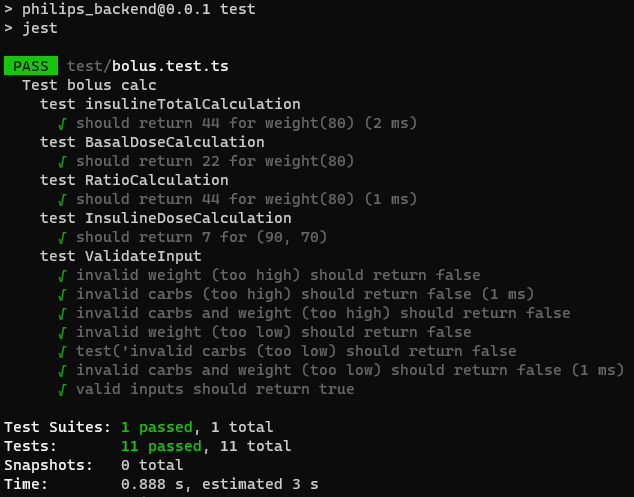 > philips_backend@0.0.1 test
> jest
PASS test/bolus.test.ts
Test bolus calc
test insulineTotalCalculation
√ should return 44 for weight(80) (2 ms)
test BasalDoseCalculation
√ should return 22 for weight(80)
test RatioCalculation
√ should return 44 for weight(80) (1 ms)
test InsulineDoseCalculation
√ should return 7 for (90, 70)
test ValidateInput
√ invalid weight (too high) should return false
√ invalid carbs (too high) should return false (1 ms)
√ invalid carbs and weight (too high) should return false
√ invalid weight (too low) should return false
√ test('invalid carbs (too low) should return false
√ invalid carbs and weight (too low) should return false (1 ms)
√ valid inputs should return true
Test Suites: 1 passed, 1 total
Tests: 11 passed, 11 total
Snapshots: 0 total
Time: 0.888 s, estimated 3 s